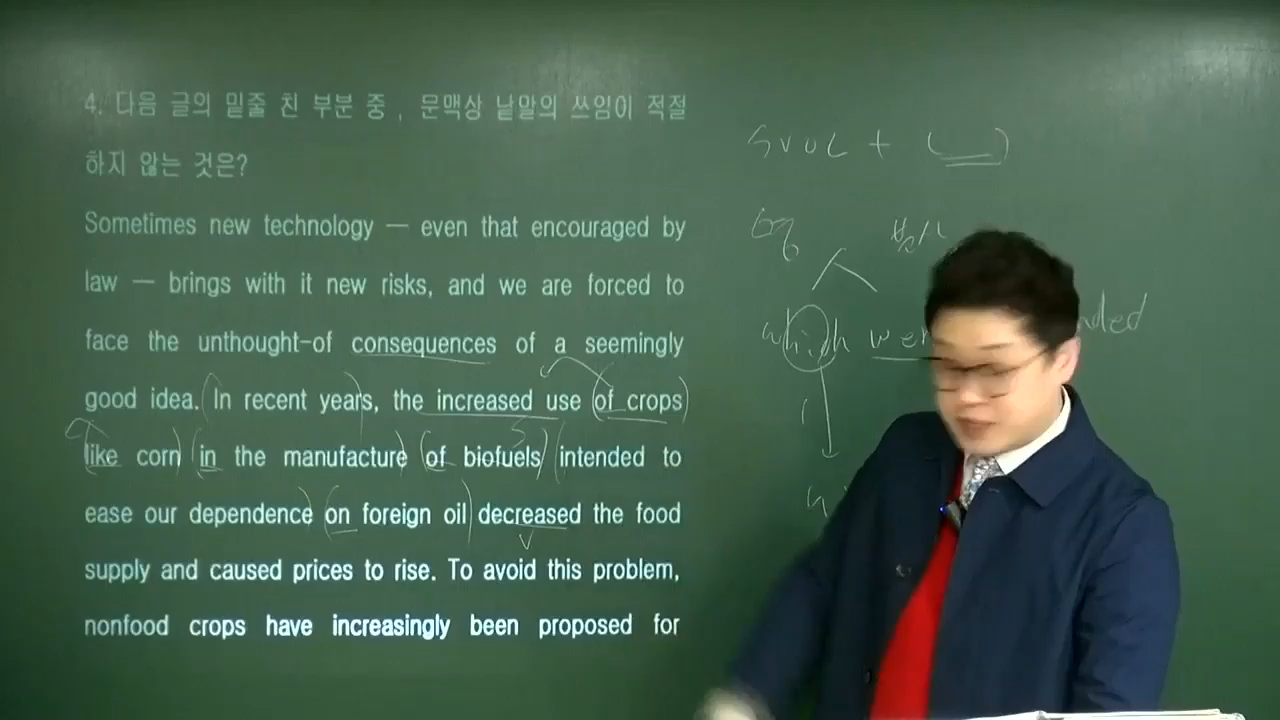 4. 다음 글의 밑줄 친 부분 중 , 문맥상 낱말의 쓰임이 적절
하지 않는 것은?
Sometimes new technology — even that encouraged by
law — brings with it new risks, and we are forced to
face the unthought-of consequences of a seemingly
good idea. In recent years, the increased use of crops
like corn in the manufacture of biofuels intended to
ease our dependence on foreign oil decreased the food
supply and caused prices to rise. To avoid this problem,
nonfood crops have increasingly been proposed for
SVOC + ( )
which